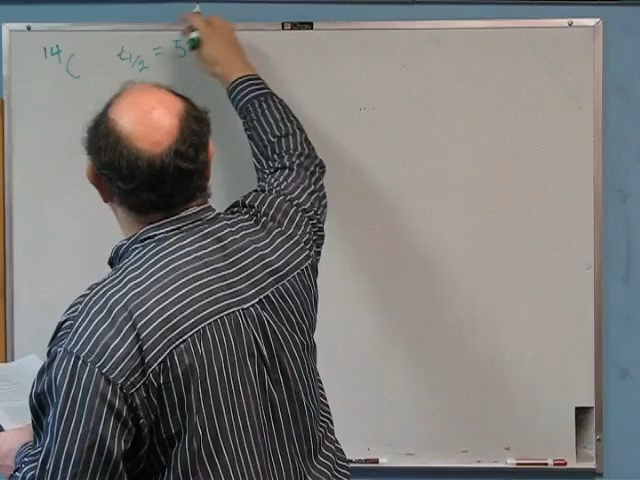 ¹⁴C t₁/₂ = 5